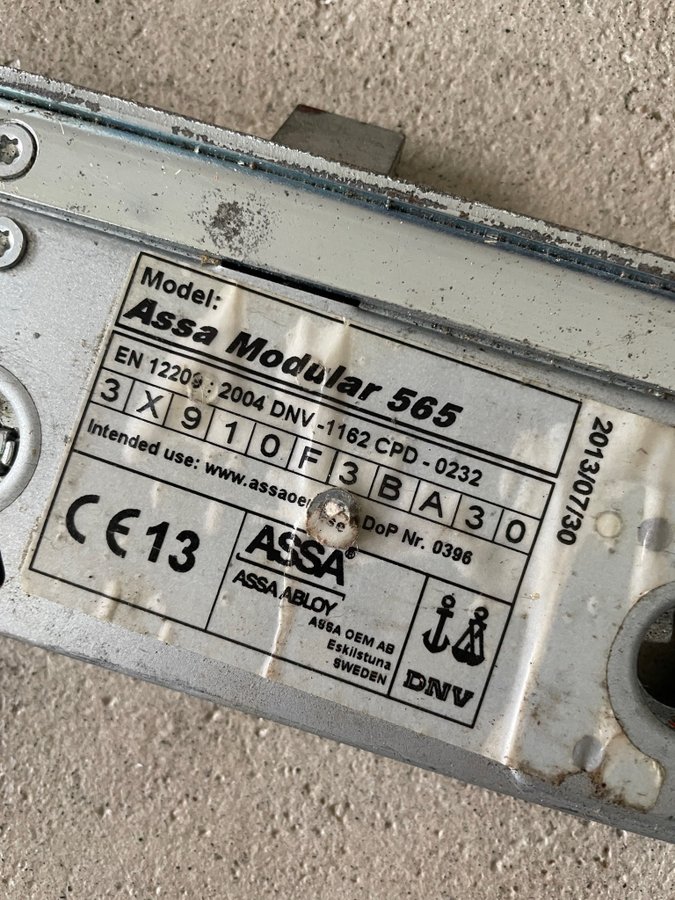 Model:
Assa Modular 565
EN 12209 : 2004 DNV -1162 CPD - 0232
3 X 9 1 0 F 3 B A 3 0
Intended use: www. DoP Nr. 0396
CE 13
ASSA®
ASSA ABLOY
ASSA OEM AB
Eskilstuna
SWEDEN
DNV
2013/07/30